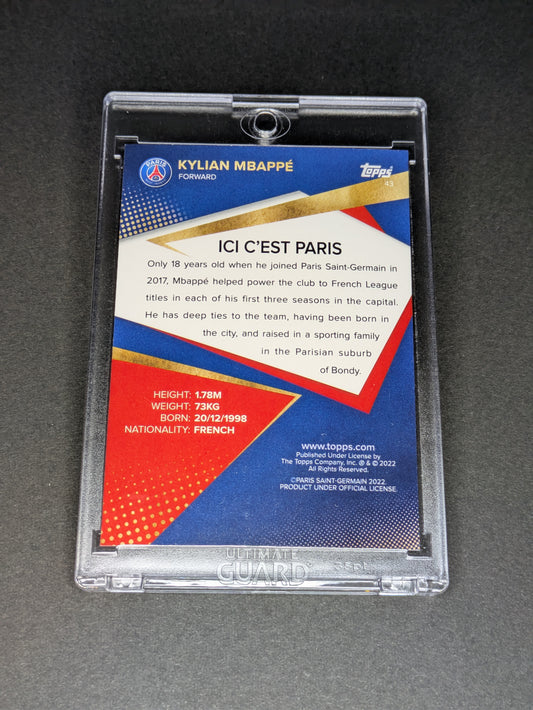 PARIS
KYLIAN MBAPPÉ
FORWARD
Topps
43
ICI C'EST PARIS
Only 18 years old when he joined Paris Saint-Germain in
2017, Mbappé helped power the club to French League
titles in each of his first three seasons in the capital.
He has deep ties to the team, having been born in
the city, and raised in a sporting family
in the Parisian suburb
of Bondy.
HEIGHT: 1.78M
WEIGHT: 73KG
BORN: 20/12/1998
NATIONALITY: FRENCH
www.topps.com
Published Under License by
The Topps Company, Inc. ® & © 2022
All Rights Reserved.
©PARIS SAINT-GERMAIN 2022
PRODUCT UNDER OFFICIAL LICENSE.
ULTIMATE
GUARD